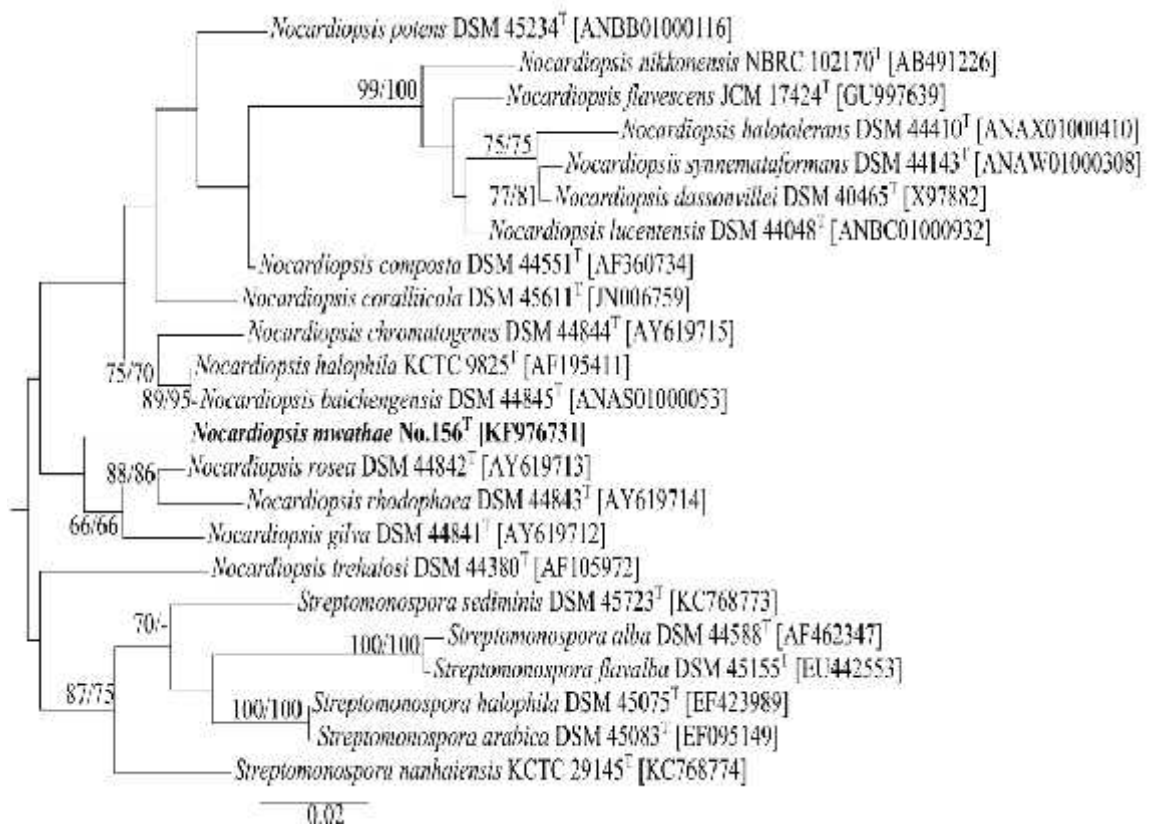 Nocardiopsis potens DSM 45234T [ANBB01000116]
Nocardiopsis nikkonensis NBRC 102170T [AB491226]
99/100
Nocardiopsis flavescens JCM 17424T [GU997639]
Nocardiopsis halotolerans DSM 44410T [ANAX01000410]
75/75
Nocardiopsis synnemataformans DSM 44143T [ANAW01000308]
77/81
Nocardiopsis dassonvillei DSM 40465T [X97882]
Nocardiopsis lucentensis DSM 44048T [ANBC01000932]
Nocardiopsis composta DSM 44551T [AF360734]
Nocardiopsis coralliicola DSM 45611T [JN006759]
Nocardiopsis chromatogenes DSM 44844T [AY619715]
75/70
Nocardiopsis halophila KCTC 9825T [AF195411]
89/95
Nocardiopsis baichengensis DSM 44845T [ANAS01000053]
Nocardiopsis mwathae No.156T [KF976731]
88/86
Nocardiopsis rosea DSM 44842T [AY619713]
Nocardiopsis rhodophaea DSM 44843T [AY619714]
66/66
Nocardiopsis gilva DSM 44841T [AY619712]
Nocardiopsis trehalosi DSM 44380T [AF105972]
Streptomonospora sediminis DSM 45723T [KC768773]
70/-
Streptomonospora alba DSM 44588T [AF462347]
100/100
Streptomonospora flavalba DSM 45155T [EU442553]
87/75
Streptomonospora halophila DSM 45075T [EF423989]
100/100
Streptomonospora arabica DSM 45083T [EF095149]
Streptomonospora nanhaiensis KCTC 29145T [KC768774]
0.02